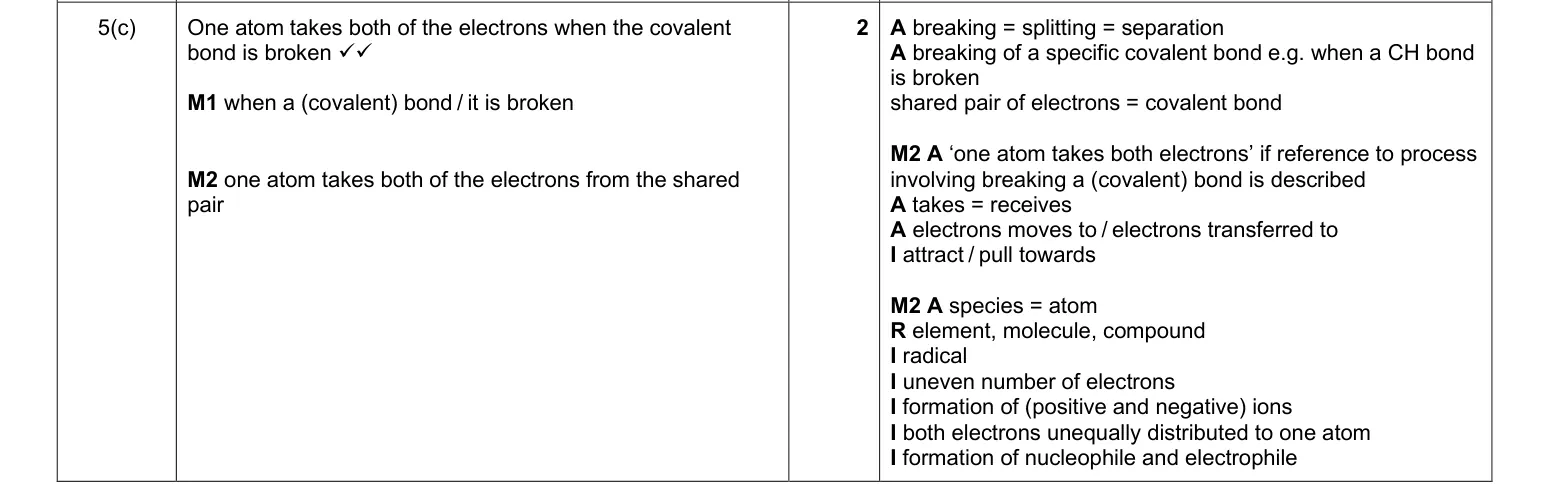 5(c)
One atom takes both of the electrons when the covalent
bond is broken ✓✓
M1 when a (covalent) bond / it is broken
M2 one atom takes both of the electrons from the shared
pair
2
A breaking = splitting = separation
A breaking of a specific covalent bond e.g. when a CH bond
is broken
shared pair of electrons = covalent bond
M2 A ‘one atom takes both electrons’ if reference to process
involving breaking a (covalent) bond is described
A takes = receives
A electrons moves to / electrons transferred to
I attract / pull towards
M2 A species = atom
R element, molecule, compound
I radical
I uneven number of electrons
I formation of (positive and negative) ions
I both electrons unequally distributed to one atom
I formation of nucleophile and electrophile